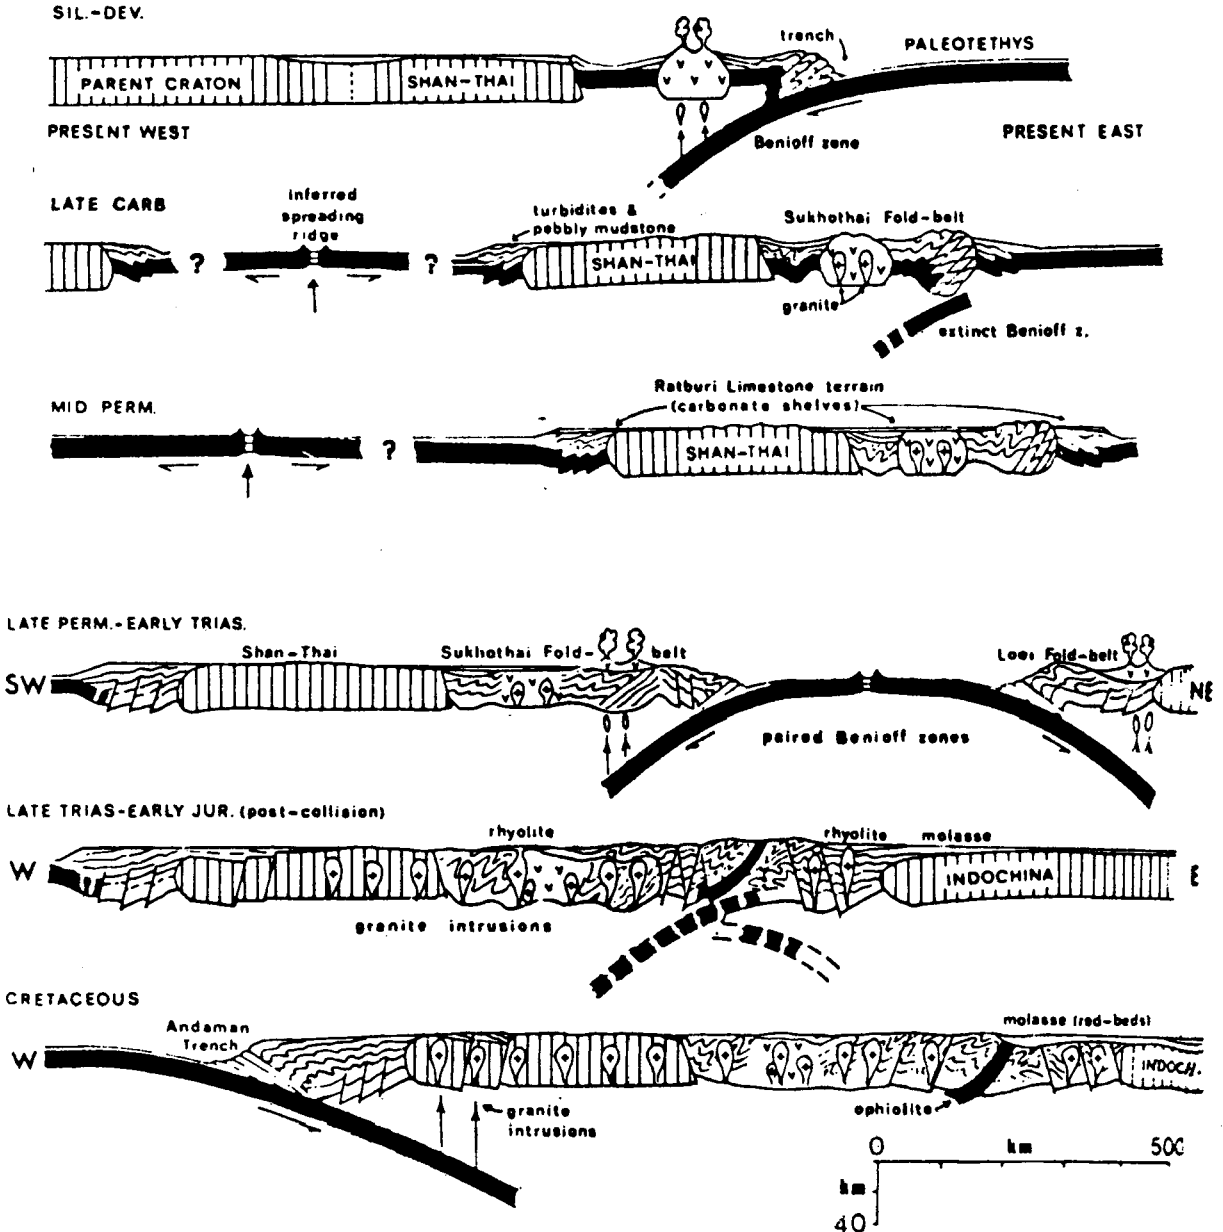 SIL.-DEV.
trench
PALEOTETHYS
PARENT CRATON
SHAN-THAI
PRESENT WEST
Benioff zone
PRESENT EAST
LATE CARB
Inferred
spreading
ridge
turbidites &
pebbly mudstone
Sukhothai Fold-belt
?
?
SHAN-THAI
granite
extinct Benioff z.
MID PERM.
Ratburi Limestone terrain
(carbonate shelves)
?
SHAN-THAI
LATE PERM.-EARLY TRIAS.
Shan-Thai
Sukhothai Fold-belt
Loei Fold-belt
SW
NE
paired Benioff zones
LATE TRIAS-EARLY JUR. (post-collision)
rhyolite
rhyolite
molasse
W
INDOCHINA
E
granite intrusions
CRETACEOUS
Andaman
Trench
molasse (red-beds)
W
INDOCH.
granite
intrusions
ophiolite
0 km 500
km
40